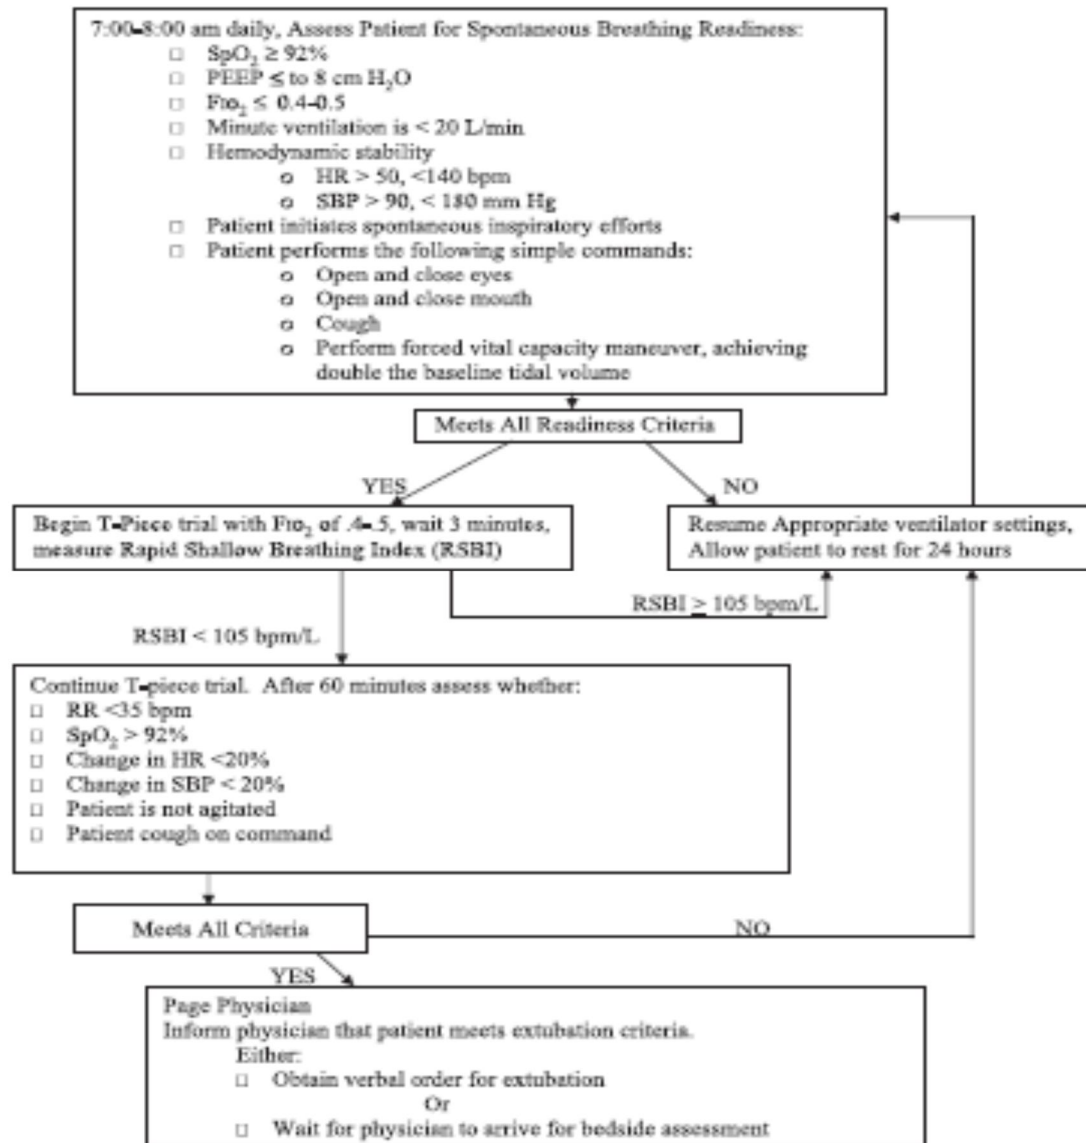 7:00-8:00 am daily, Assess Patient for Spontaneous Breathing Readiness:
□ SpO₂ ≥ 92%
□ PEEP ≤ to 8 cm H₂O
□ FIO₂ ≤ 0.4-0.5
□ Minute ventilation is < 20 L/min
□ Hemodynamic stability
o HR > 50, <140 bpm
o SBP > 90, < 180 mm Hg
□ Patient initiates spontaneous inspiratory efforts
□ Patient performs the following simple commands:
o Open and close eyes
o Open and close mouth
o Cough
o Perform forced vital capacity maneuver, achieving
double the baseline tidal volume
Meets All Readiness Criteria
YES
NO
Begin T-Piece trial with FIO₂ of .4-.5, wait 3 minutes,
measure Rapid Shallow Breathing Index (RSBI)
Resume Appropriate ventilator settings,
Allow patient to rest for 24 hours
RSBI ≥ 105 bpm/L
RSBI < 105 bpm/L
Continue T-piece trial. After 60 minutes assess whether:
□ RR <35 bpm
□ SpO₂ > 92%
□ Change in HR <20%
□ Change in SBP < 20%
□ Patient is not agitated
□ Patient cough on command
Meets All Criteria
NO
YES
Page Physician
Inform physician that patient meets extubation criteria.
Either:
□ Obtain verbal order for extubation
Or
□ Wait for physician to arrive for bedside assessment